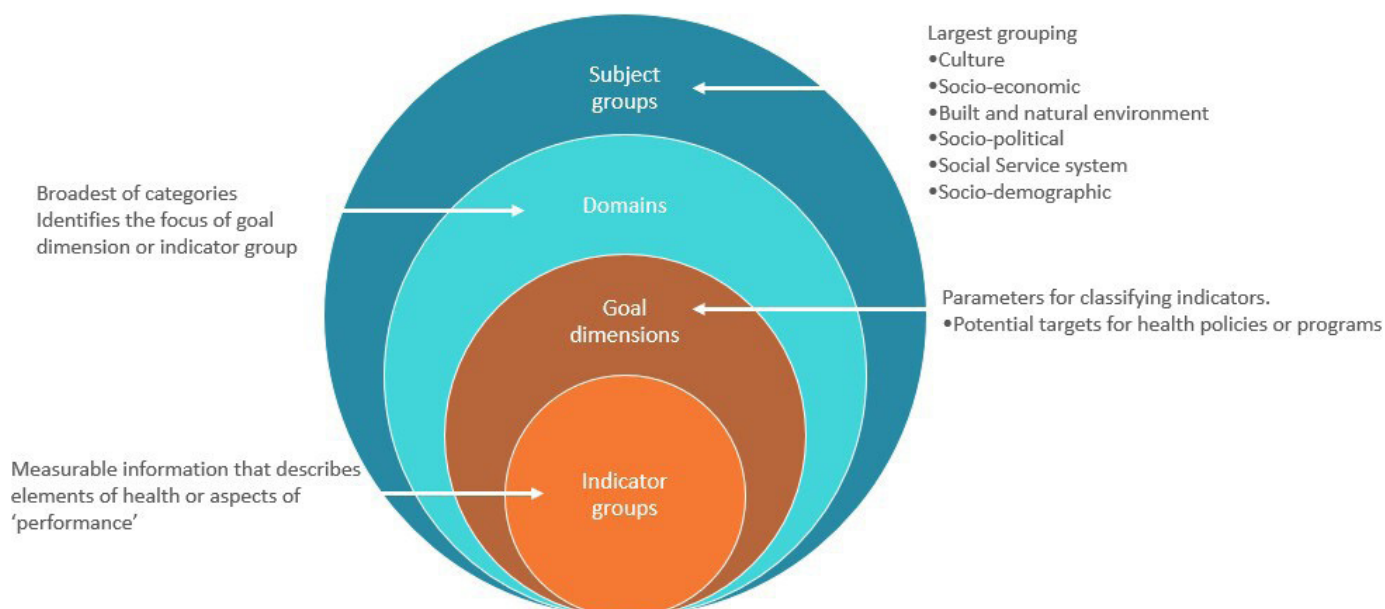 Largest grouping
•Culture
•Socio-economic
•Built and natural environment
•Socio-political
•Social Service system
•Socio-demographic
Subject
groups
Broadest of categories
Identifies the focus of goal
dimension or indicator group
Domains
Parameters for classifying indicators.
•Potential targets for health policies or programs
Goal
dimensions
Measurable information that describes
elements of health or aspects of
‘performance’
Indicator
groups